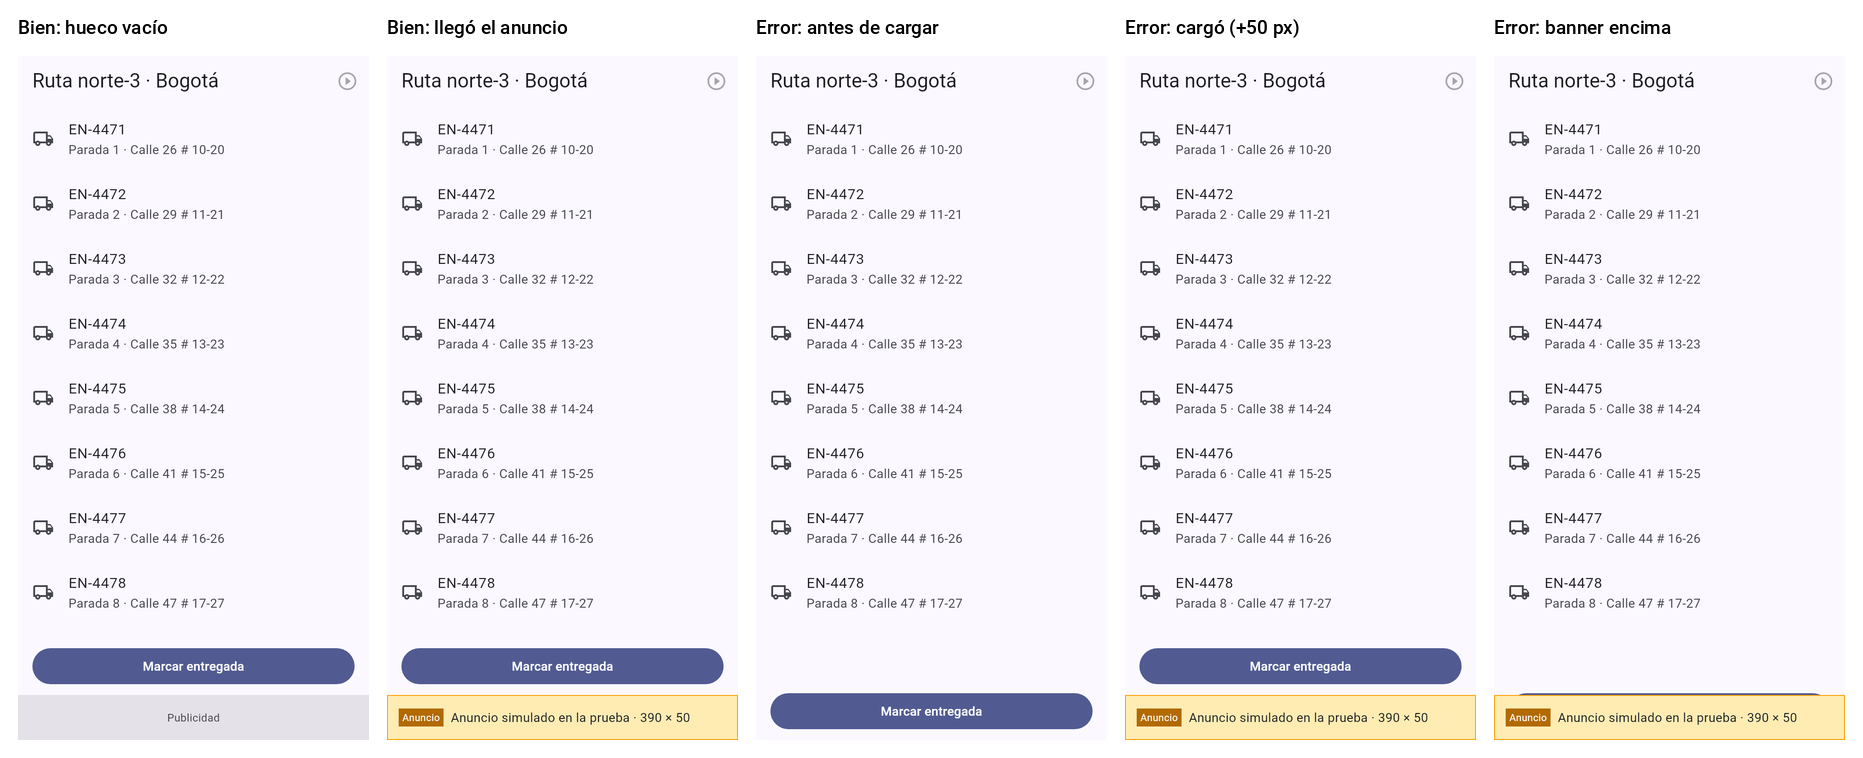 Bien: hueco vacío
Ruta norte-3 · Bogotá
EN-4471
Parada 1 · Calle 26 # 10-20
EN-4472
Parada 2 · Calle 29 # 11-21
EN-4473
Parada 3 · Calle 32 # 12-22
EN-4474
Parada 4 · Calle 35 # 13-23
EN-4475
Parada 5 · Calle 38 # 14-24
EN-4476
Parada 6 · Calle 41 # 15-25
EN-4477
Parada 7 · Calle 44 # 16-26
EN-4478
Parada 8 · Calle 47 # 17-27
Marcar entregada
Publicidad
Bien: llegó el anuncio
Ruta norte-3 · Bogotá
EN-4471
Parada 1 · Calle 26 # 10-20
EN-4472
Parada 2 · Calle 29 # 11-21
EN-4473
Parada 3 · Calle 32 # 12-22
EN-4474
Parada 4 · Calle 35 # 13-23
EN-4475
Parada 5 · Calle 38 # 14-24
EN-4476
Parada 6 · Calle 41 # 15-25
EN-4477
Parada 7 · Calle 44 # 16-26
EN-4478
Parada 8 · Calle 47 # 17-27
Marcar entregada
Anuncio Anuncio simulado en la prueba · 390 × 50
Error: antes de cargar
Ruta norte-3 · Bogotá
EN-4471
Parada 1 · Calle 26 # 10-20
EN-4472
Parada 2 · Calle 29 # 11-21
EN-4473
Parada 3 · Calle 32 # 12-22
EN-4474
Parada 4 · Calle 35 # 13-23
EN-4475
Parada 5 · Calle 38 # 14-24
EN-4476
Parada 6 · Calle 41 # 15-25
EN-4477
Parada 7 · Calle 44 # 16-26
EN-4478
Parada 8 · Calle 47 # 17-27
Marcar entregada
Error: cargó (+50 px)
Ruta norte-3 · Bogotá
EN-4471
Parada 1 · Calle 26 # 10-20
EN-4472
Parada 2 · Calle 29 # 11-21
EN-4473
Parada 3 · Calle 32 # 12-22
EN-4474
Parada 4 · Calle 35 # 13-23
EN-4475
Parada 5 · Calle 38 # 14-24
EN-4476
Parada 6 · Calle 41 # 15-25
EN-4477
Parada 7 · Calle 44 # 16-26
EN-4478
Parada 8 · Calle 47 # 17-27
Marcar entregada
Anuncio Anuncio simulado en la prueba · 390 × 50
Error: banner encima
Ruta norte-3 · Bogotá
EN-4471
Parada 1 · Calle 26 # 10-20
EN-4472
Parada 2 · Calle 29 # 11-21
EN-4473
Parada 3 · Calle 32 # 12-22
EN-4474
Parada 4 · Calle 35 # 13-23
EN-4475
Parada 5 · Calle 38 # 14-24
EN-4476
Parada 6 · Calle 41 # 15-25
EN-4477
Parada 7 · Calle 44 # 16-26
EN-4478
Parada 8 · Calle 47 # 17-27
Anuncio Anuncio simulado en la prueba · 390 × 50